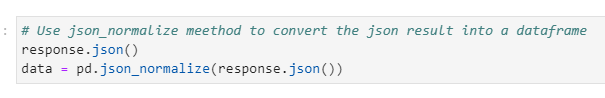 : # Use json_normalize meethod to convert the json result into a dataframe
response.json()
data = pd.json_normalize(response.json())